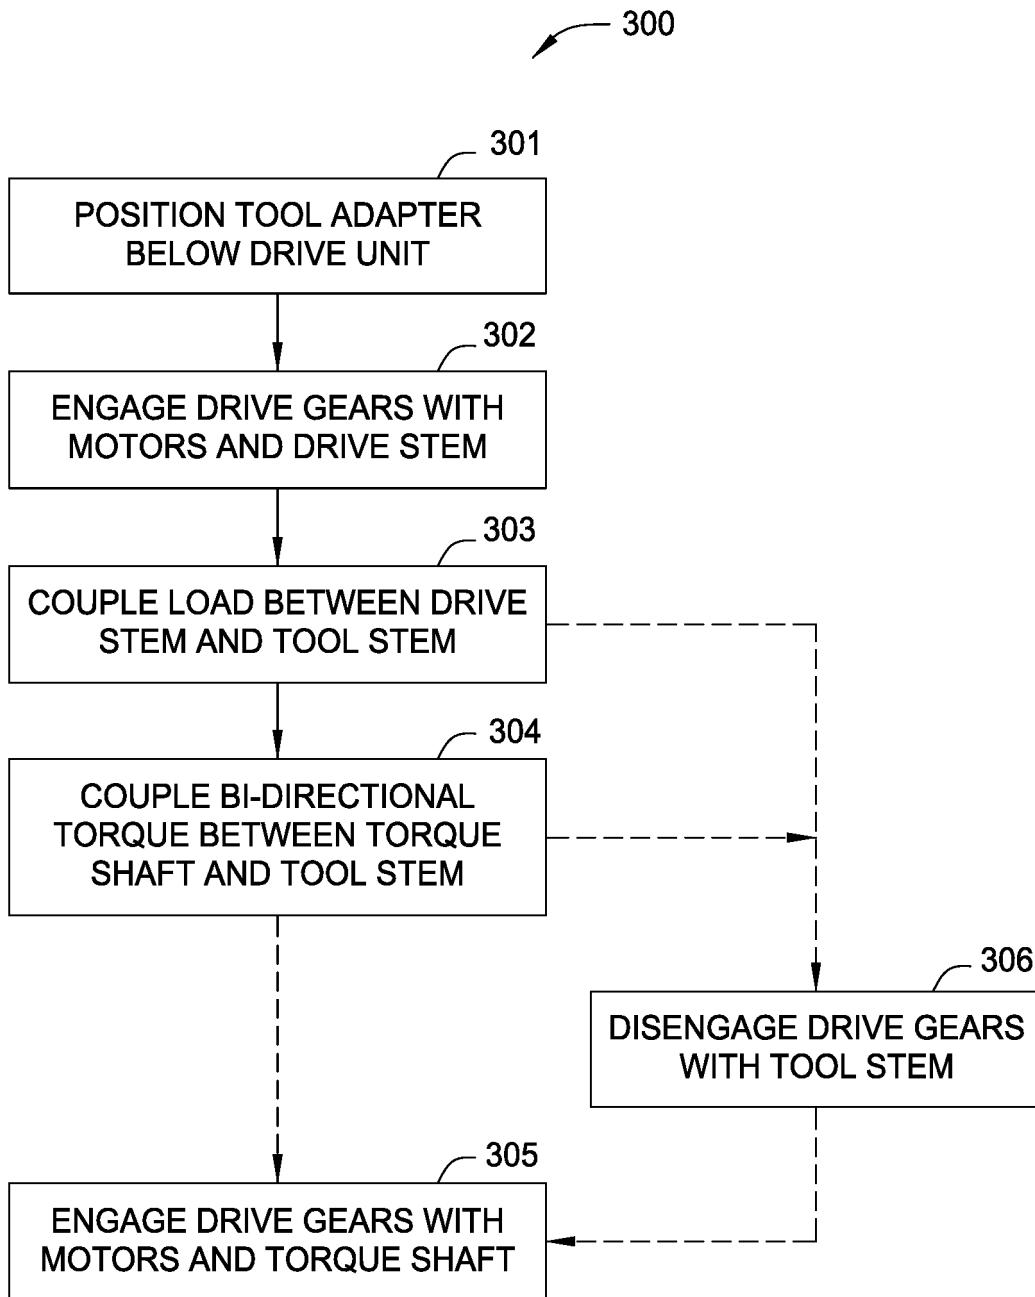 300
301
POSITION TOOL ADAPTER
BELOW DRIVE UNIT
302
ENGAGE DRIVE GEARS WITH
MOTORS AND DRIVE STEM
303
COUPLE LOAD BETWEEN DRIVE
STEM AND TOOL STEM
304
COUPLE BI-DIRECTIONAL
TORQUE BETWEEN TORQUE
SHAFT AND TOOL STEM
306
DISENGAGE DRIVE GEARS
WITH TOOL STEM
305
ENGAGE DRIVE GEARS WITH
MOTORS AND TORQUE SHAFT